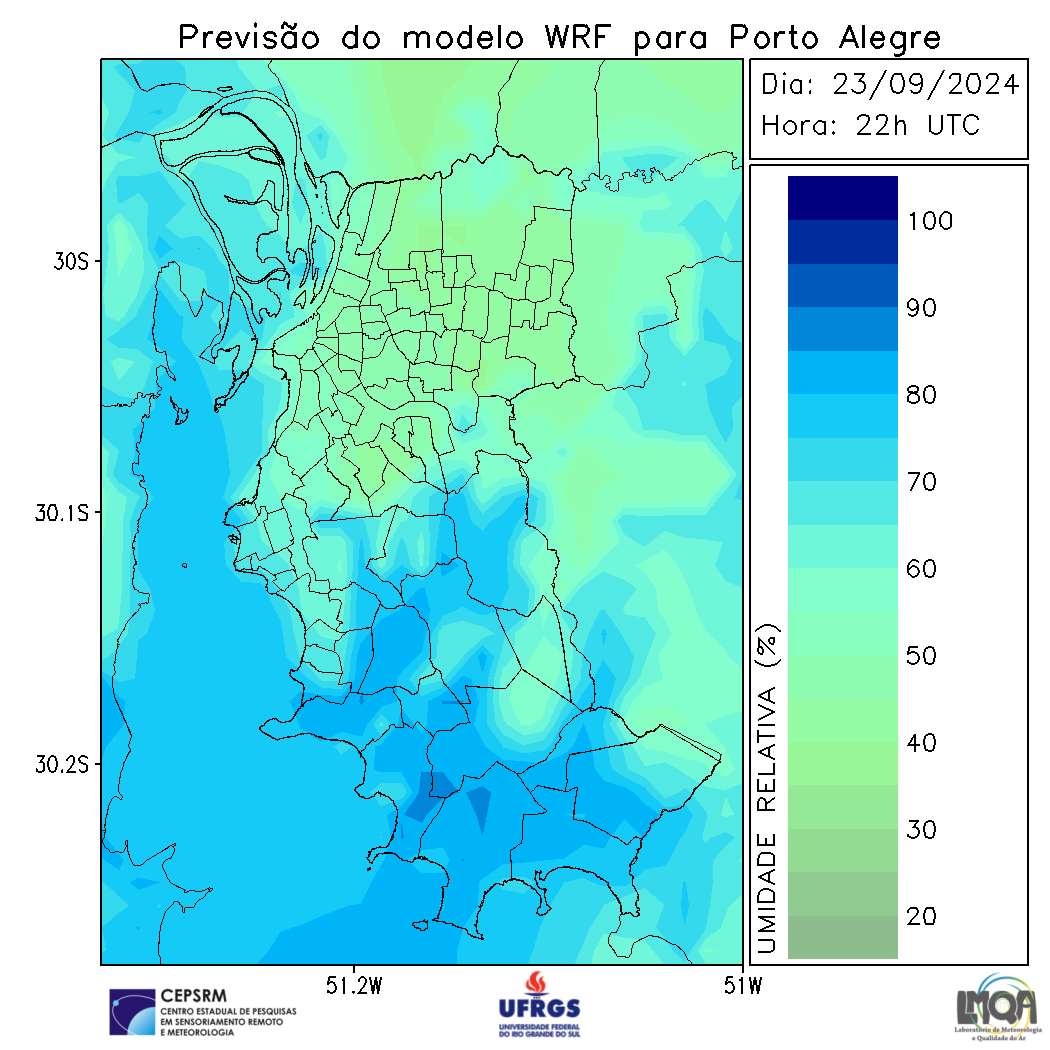 Previsão do modelo WRF para Porto Alegre
Dia: 23/09/2024
Hora: 22h UTC
30S
30.1S
30.2S
51.2W
51W
100
90
80
70
60
50
40
30
20
UMIDADE RELATIVA (%)
CEPSRM
CENTRO ESTADUAL DE PESQUISAS
EM SENSORIAMENTO REMOTO
E METEOROLOGIA
UFRGS
UNIVERSIDADE FEDERAL
DO RIO GRANDE DO SUL
LMQA
Laboratório de Meteorologia
e Qualidade do Ar